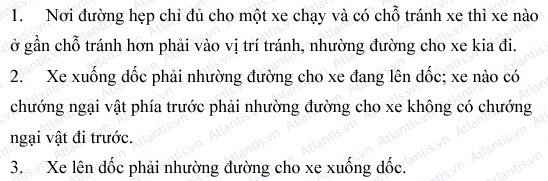 1. Nơi đường hẹp chỉ đủ cho một xe chạy và có chỗ tránh xe thì xe nào
ở gần chỗ tránh hơn phải vào vị trí tránh, nhường đường cho xe kia đi.
2. Xe xuống dốc phải nhường đường cho xe đang lên dốc; xe nào có
chướng ngại vật phía trước phải nhường đường cho xe không có chướng
ngại vật đi trước.
3. Xe lên dốc phải nhường đường cho xe xuống dốc.